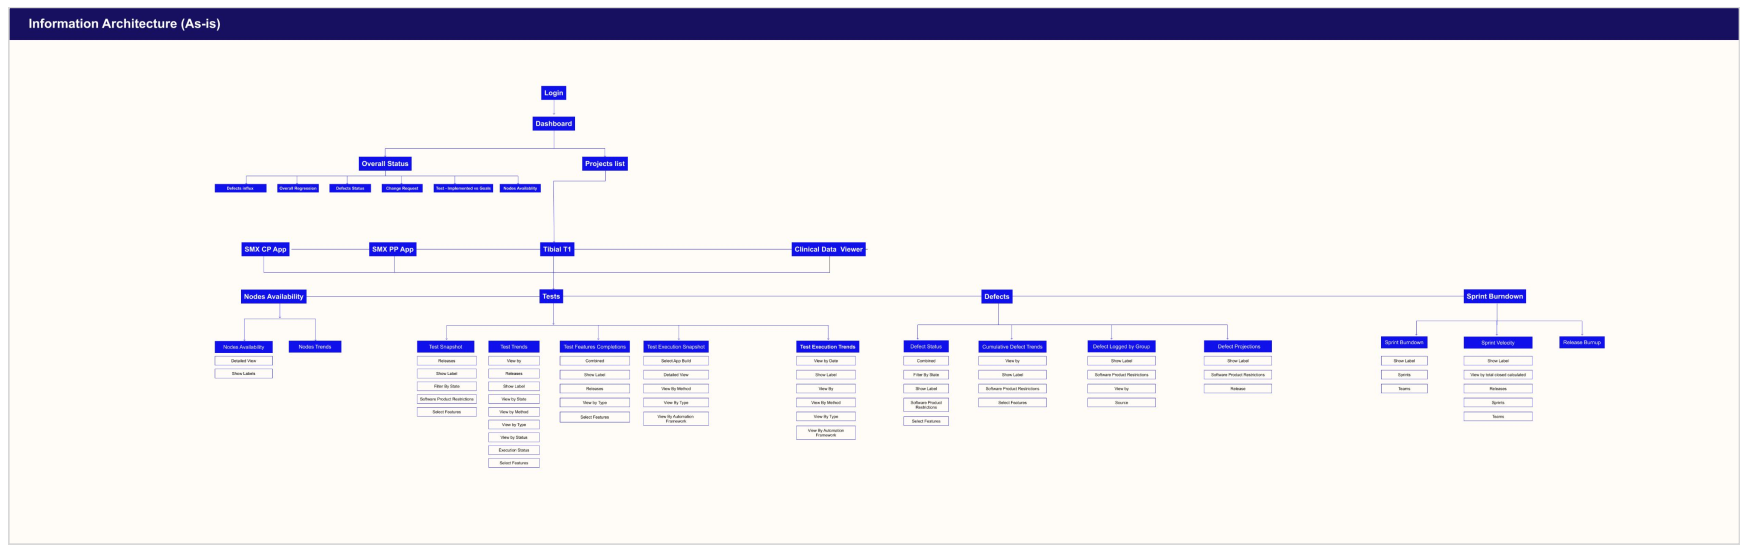 Information Architecture (As-is)
Login
Dashboard
Overall Status
Projects list
Defects Influx
Overall Regression
Defects Status
Change Request
Test - Implemented vs Goals
Nodes Availability
SMX CP App
SMX PP App
Tibial T1
Clinical Data Viewer
Nodes Availability
Tests
Defects
Sprint Burndown
Nodes Availability
Detailed View
Show Labels
Nodes Trends
Test Snapshot
Releases
Show Label
Filter By State
Software Product Restrictions
Select Features
Test Trends
View by
Releases
Show Label
View by State
View by Method
View by Type
View by Status
Execution Status
Select Features
Test Features Completions
Combined
Show Label
Releases
View by Type
Select Features
Test Execution Snapshot
Select App Build
Detailed View
View By Method
View By Type
View By Automation
Framework
Test Execution Trends
View by Date
Show Label
View By
View By Method
View By Type
View By Automation
Framework
Defect Status
Combined
Filter By State
Show Label
Software Product
Restrictions
Select Features
Cumulative Defect Trends
View by
Show Label
Software Product Restrictions
Select Features
Defect Logged by Group
Show Label
Software Product Restrictions
View by
Source
Defect Projections
Show Label
Software Product Restrictions
Release
Sprint Burndown
Show Label
Sprints
Teams
Sprint Velocity
Show Label
View by total closed calculated
Releases
Sprints
Teams
Release Burnup